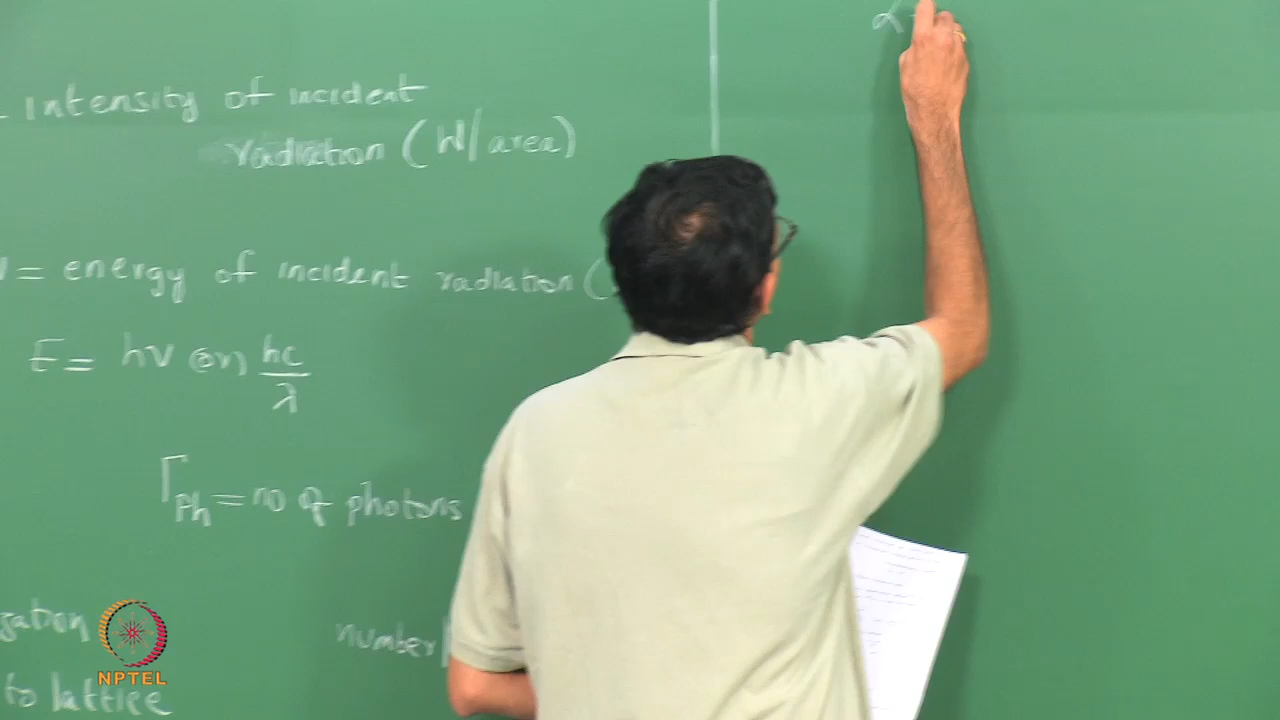 intensity of incident
radiation (W/area)
= energy of incident radiation (
E = hν (or) hc/λ
Γph = no of photons
number
to lattice
α
NPTEL